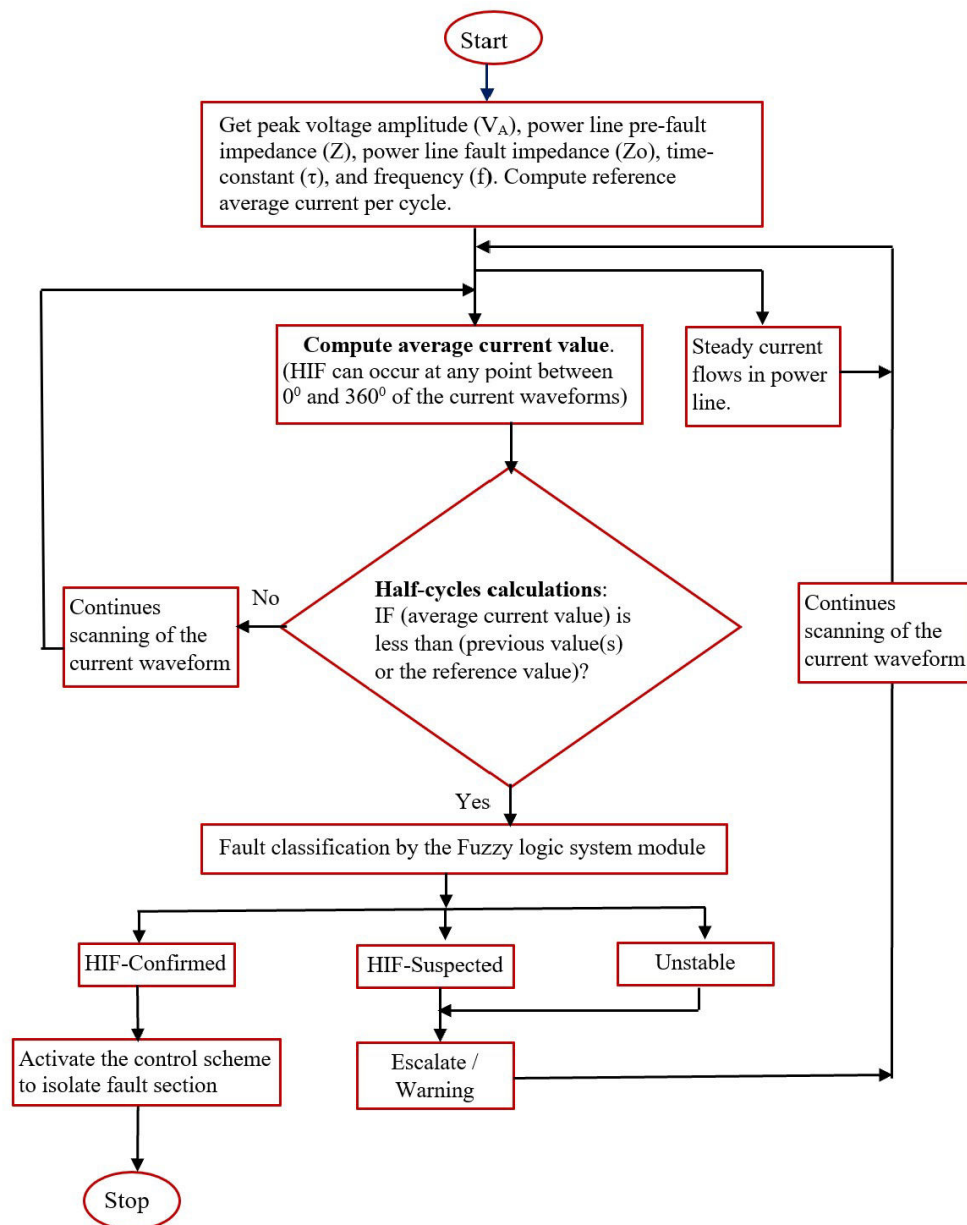 Start
Get peak voltage amplitude (VA), power line pre-fault
impedance (Z), power line fault impedance (Zo), time-
constant (τ), and frequency (f). Compute reference
average current per cycle.
Compute average current value.
(HIF can occur at any point between
0⁰ and 360⁰ of the current waveforms)
Steady current
flows in power
line.
Half-cycles calculations:
IF (average current value) is
less than (previous value(s)
or the reference value)?
No
Continues
scanning of the
current waveform
Continues
scanning of the
current waveform
Yes
Fault classification by the Fuzzy logic system module
HIF-Confirmed
HIF-Suspected
Unstable
Activate the control scheme
to isolate fault section
Escalate /
Warning
Stop